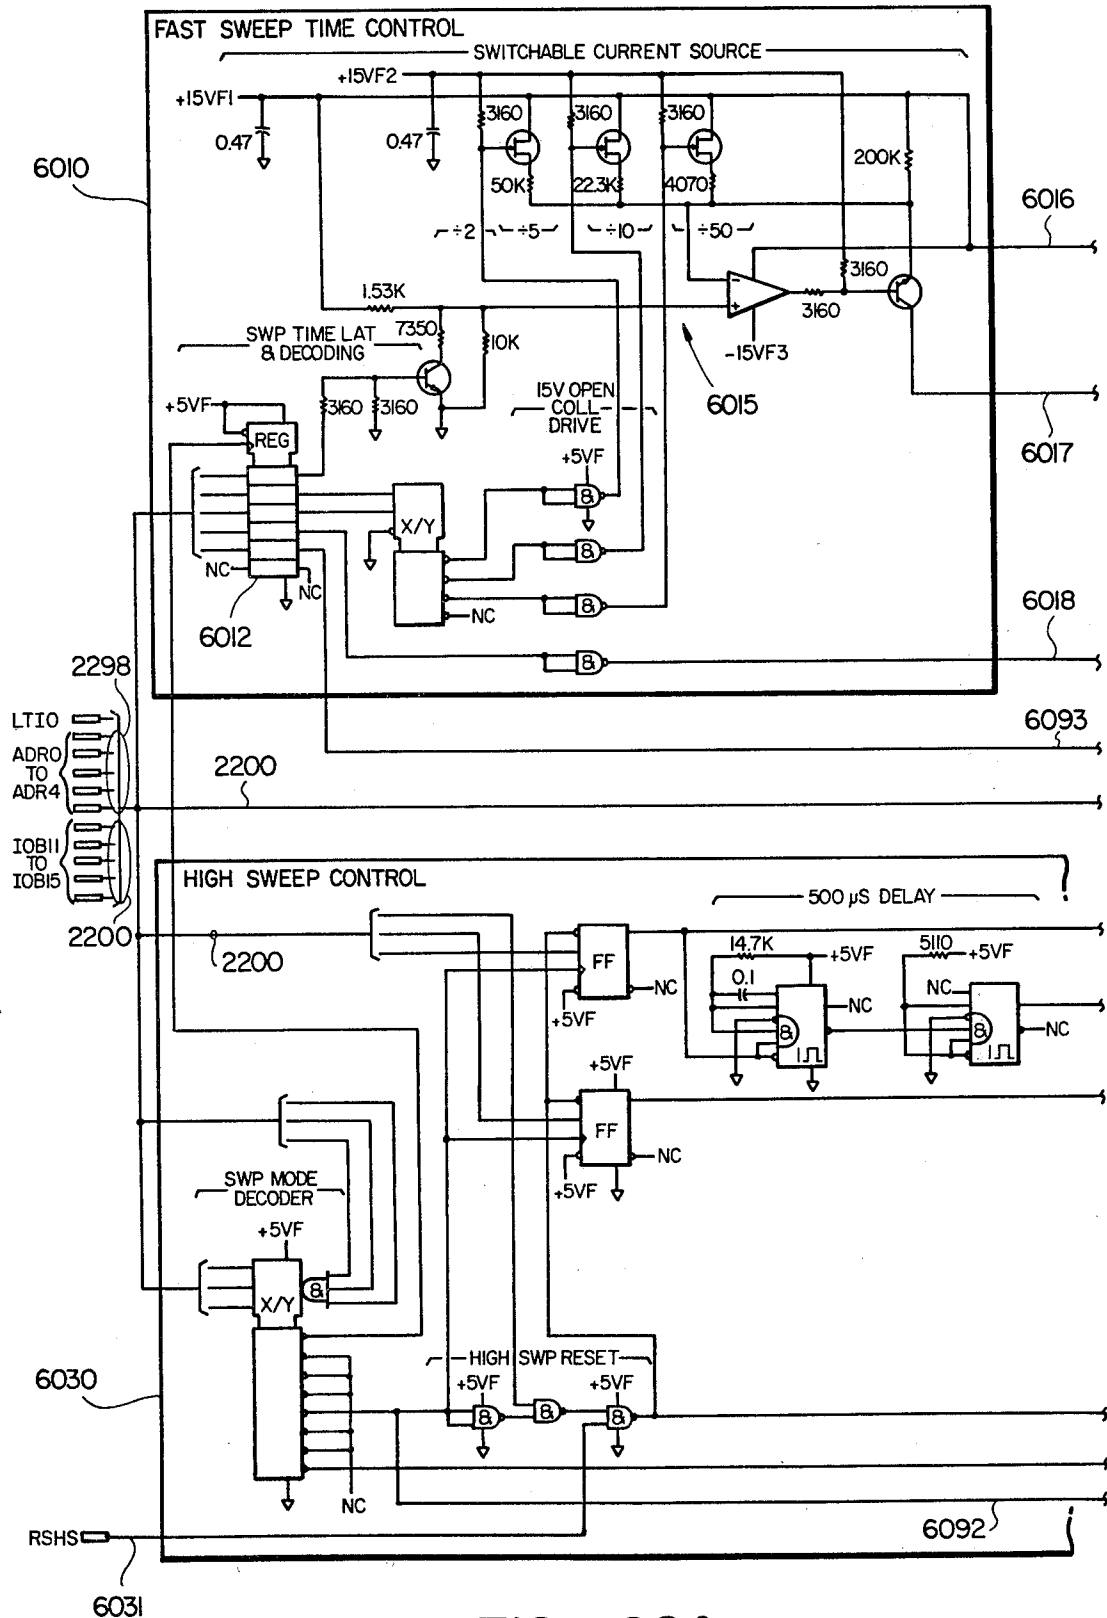 FAST SWEEP TIME CONTROL
SWITCHABLE CURRENT SOURCE
+15VF2
+15VF1
0.47
0.47
3160
3160
3160
200K
6010
50K
22.3K
4070
6016
÷2
÷5
÷10
÷50
1.53K
7350
10K
3160
3160
-15VF3
SWP TIME LAT
& DECODING
6015
+5VF
3160
3160
15V OPEN
COLL
DRIVE
6017
REG
+5VF
&
X/Y
&
NC
NC
&
NC
6012
&
6018
2298
LTIO
ADR0
TO
ADR4
6093
2200
IOB11
TO
IOB15
2200
HIGH SWEEP CONTROL
500 µS DELAY
2200
14.7K
+5VF
5110
+5VF
FF
0.1
NC
NC
NC
+5VF
&
1
&
1
NC
+5VF
FF
NC
+5VF
SWP MODE
DECODER
+5VF
&
X/Y
HIGH SWP RESET
6030
+5VF
+5VF
&
&
&
NC
6092
RSHS
6031